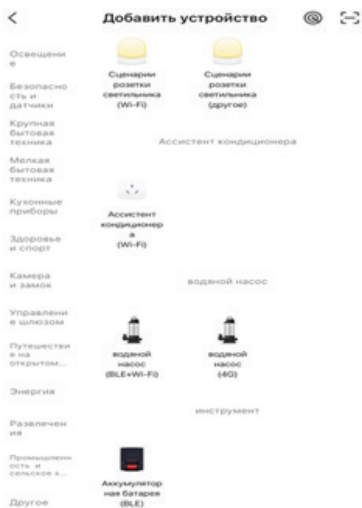 Добавить устройство
Освещени
е
Безопасно
сть и
датчики
Крупная
бытовая
техника
Мелкая
бытовая
техника
Кухонные
приборы
Здоровье
и спорт
Камера
и замок
Управлени
е шлюзом
Путешестви
е на
открытом...
Энергия
Развлечен
ия
Промышленн
ость и
сельское х...
Другое
Сценарии
розетки
светильника
(Wi-Fi)
Сценарии
розетки
светильника
(другое)
Ассистент кондиционера
Ассистент
кондиционер
а
(Wi-Fi)
водяной насос
водяной
насос
(BLE+Wi-Fi)
водяной
насос
(4G)
инструмент
Аккумулятор
ная батарея
(BLE)